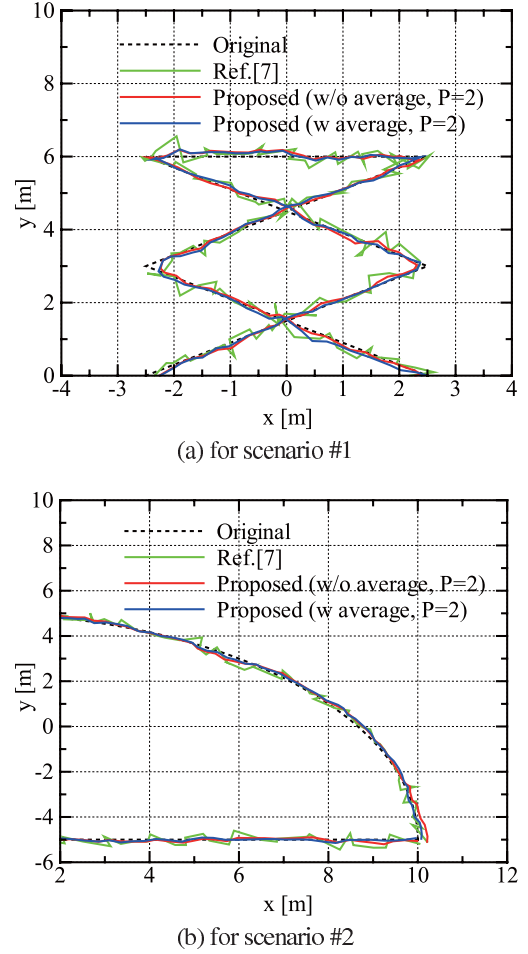 10
8
6
4
2
0
y [m]
Original
Ref.[7]
Proposed (w/o average, P=2)
Proposed (w average, P=2)
-4 -3 -2 -1 0 1 2 3 4
x [m]
(a) for scenario #1
10
8
6
4
2
0
-2
-4
-6
y [m]
Original
Ref.[7]
Proposed (w/o average, P=2)
Proposed (w average, P=2)
2 4 6 8 10 12
x [m]
(b) for scenario #2